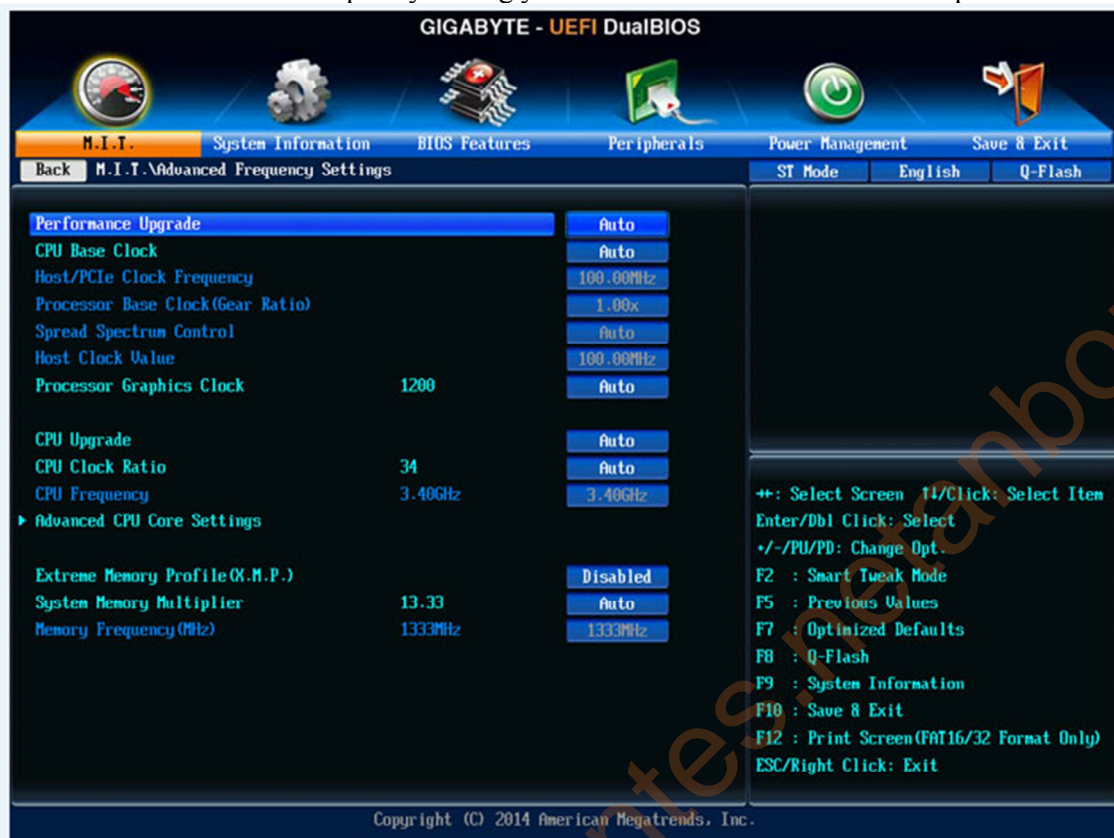 GIGABYTE - UEFI DualBIOS
M.I.T. System Information BIOS Features Peripherals Power Management Save & Exit
Back M.I.T.\Advanced Frequency Settings ST Mode English Q-Flash
Performance Upgrade Auto
CPU Base Clock Auto
Host/PCIe Clock Frequency 100.00MHz
Processor Base Clock(Gear Ratio) 1.00x
Spread Spectrum Control Auto
Host Clock Value 100.00MHz
Processor Graphics Clock 1200 Auto
CPU Upgrade Auto
CPU Clock Ratio 34 Auto
CPU Frequency 3.40GHz 3.40GHz
Advanced CPU Core Settings
Extreme Memory Profile(X.M.P.) Disabled
System Memory Multiplier 13.33 Auto
Memory Frequency(MHz) 1333MHz 1333MHz
→←: Select Screen ↑↓/Click: Select Item
Enter/Dbl Click: Select
+/-/PU/PD: Change Opt.
F2 : Smart Tweak Mode
F5 : Previous Values
F7 : Optimized Defaults
F8 : Q-Flash
F9 : System Information
F10 : Save & Exit
F12 : Print Screen(FAT16/32 Format Only)
ESC/Right Click: Exit
Copyright (C) 2014 American Megatrends, Inc.